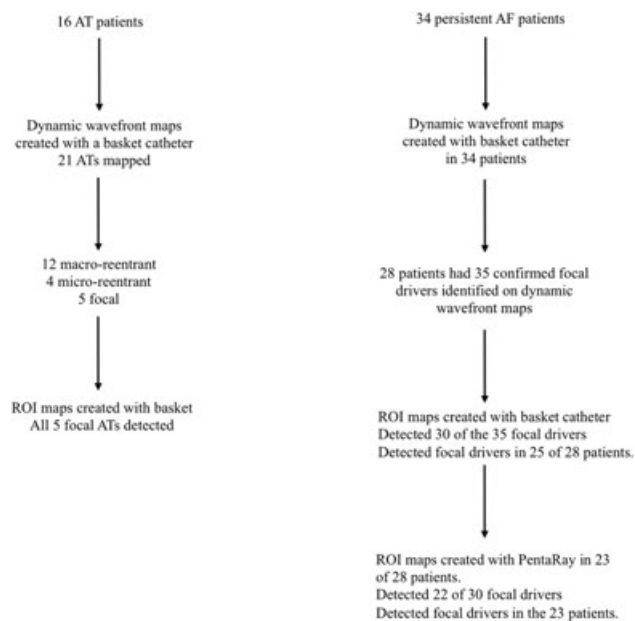 16 AT patients
Dynamic wavefront maps
created with a basket catheter
21 ATs mapped
12 macro-reentrant
4 micro-reentrant
5 focal
ROI maps created with basket
All 5 focal ATs detected
34 persistent AF patients
Dynamic wavefront maps
created with basket catheter
in 34 patients
28 patients had 35 confirmed focal
drivers identified on dynamic
wavefront maps
ROI maps created with basket catheter
Detected 30 of the 35 focal drivers
Detected focal drivers in 25 of 28 patients.
ROI maps created with PentaRay in 23
of 28 patients.
Detected 22 of 30 focal drivers
Detected focal drivers in the 23 patients.